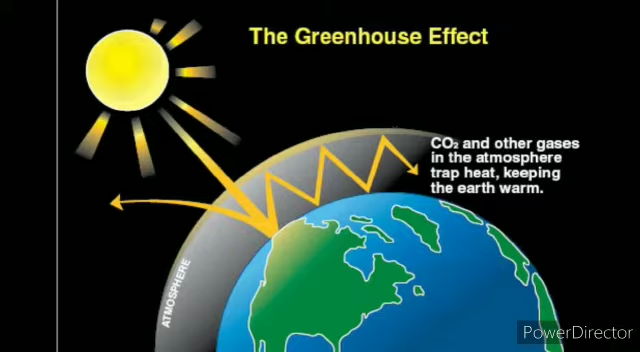 The Greenhouse Effect
CO₂ and other gases
in the atmosphere
trap heat, keeping
the earth warm.
ATMOSPHERE
PowerDirector